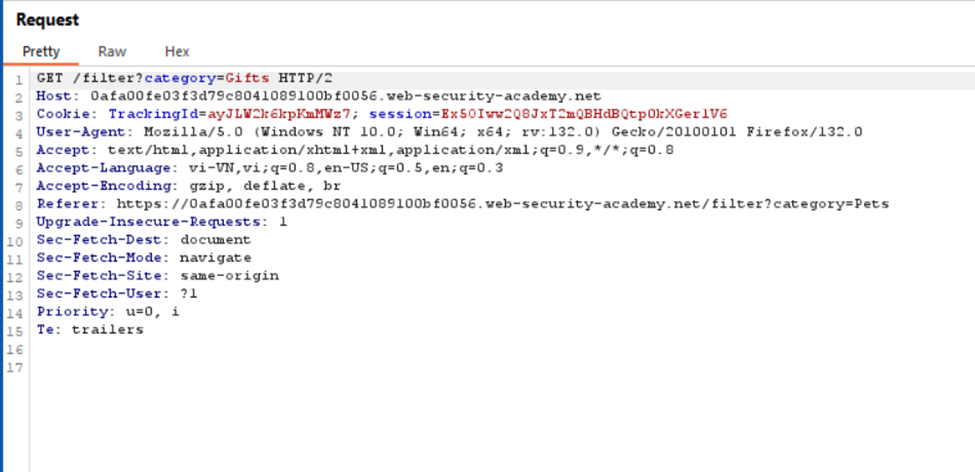 Request
Pretty Raw Hex
1 GET /filter?category=Gifts HTTP/2
2 Host: 0afa00fe03f3d79c8041089100bf0056.web-security-academy.net
3 Cookie: TrackingId=ayJLW2k6kpKmMWz7; session=Ex50Iww2Q8JxT2mQBHdBQtp0kXGerlV6
4 User-Agent: Mozilla/5.0 (Windows NT 10.0; Win64; x64; rv:132.0) Gecko/20100101 Firefox/132.0
5 Accept: text/html,application/xhtml+xml,application/xml;q=0.9,*/*;q=0.8
6 Accept-Language: vi-VN,vi;q=0.8,en-US;q=0.5,en;q=0.3
7 Accept-Encoding: gzip, deflate, br
8 Referer: https://0afa00fe03f3d79c8041089100bf0056.web-security-academy.net/filter?category=Pets
9 Upgrade-Insecure-Requests: 1
10 Sec-Fetch-Dest: document
11 Sec-Fetch-Mode: navigate
12 Sec-Fetch-Site: same-origin
13 Sec-Fetch-User: ?1
14 Priority: u=0, i
15 Te: trailers
16
17